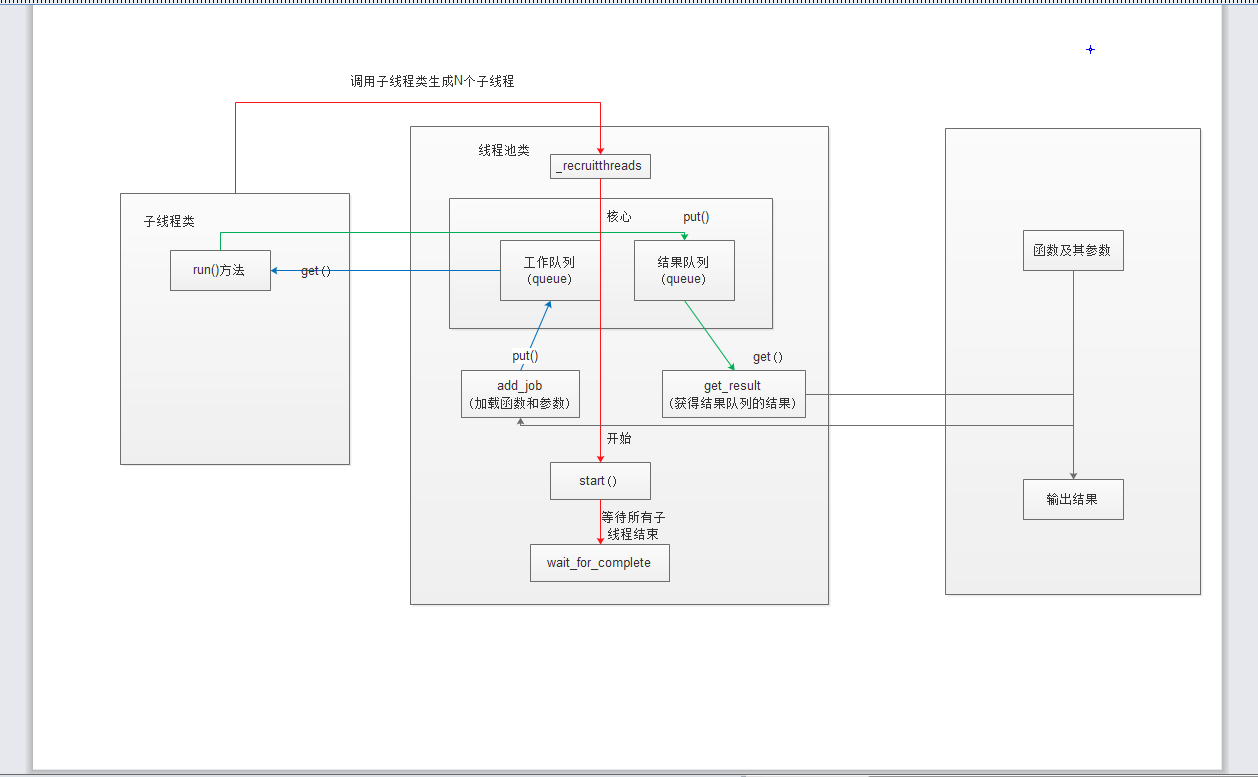 调用子线程类生成N个子线程
线程池类
_recruitthreads
子线程类
run()方法
get()
核心
put()
工作队列
(queue)
结果队列
(queue)
put()
get()
add_job
(加载函数和参数)
get_result
(获得结果队列的结果)
开始
start()
等待所有子
线程结束
wait_for_complete
函数及其参数
输出结果